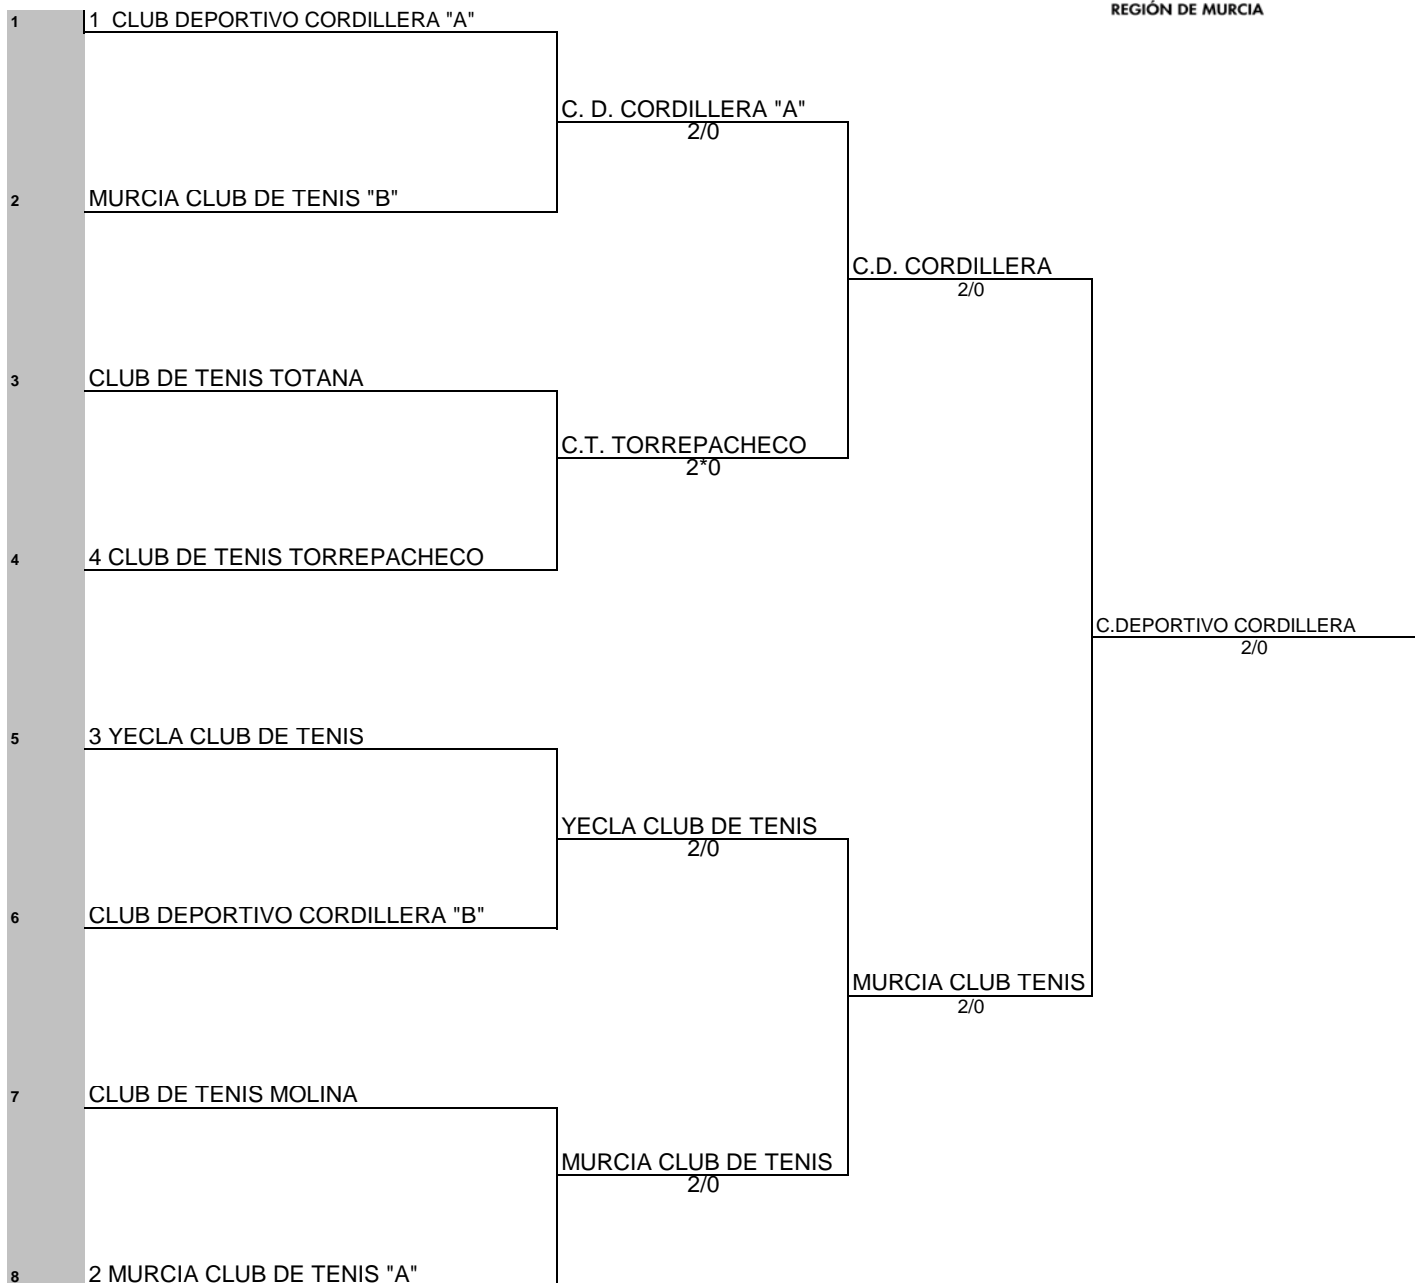 REGIÓN DE MURCIA
1 1 CLUB DEPORTIVO CORDILLERA "A"
C. D. CORDILLERA "A"
2/0
2 MURCIA CLUB DE TENIS "B"
C.D. CORDILLERA
2/0
3 CLUB DE TENIS TOTANA
C.T. TORREPACHECO
2*0
4 4 CLUB DE TENIS TORREPACHECO
C.DEPORTIVO CORDILLERA
2/0
5 3 YECLA CLUB DE TENIS
YECLA CLUB DE TENIS
2/0
6 CLUB DEPORTIVO CORDILLERA "B"
MURCIA CLUB TENIS
2/0
7 CLUB DE TENIS MOLINA
MURCIA CLUB DE TENIS
2/0
8 2 MURCIA CLUB DE TENIS "A"